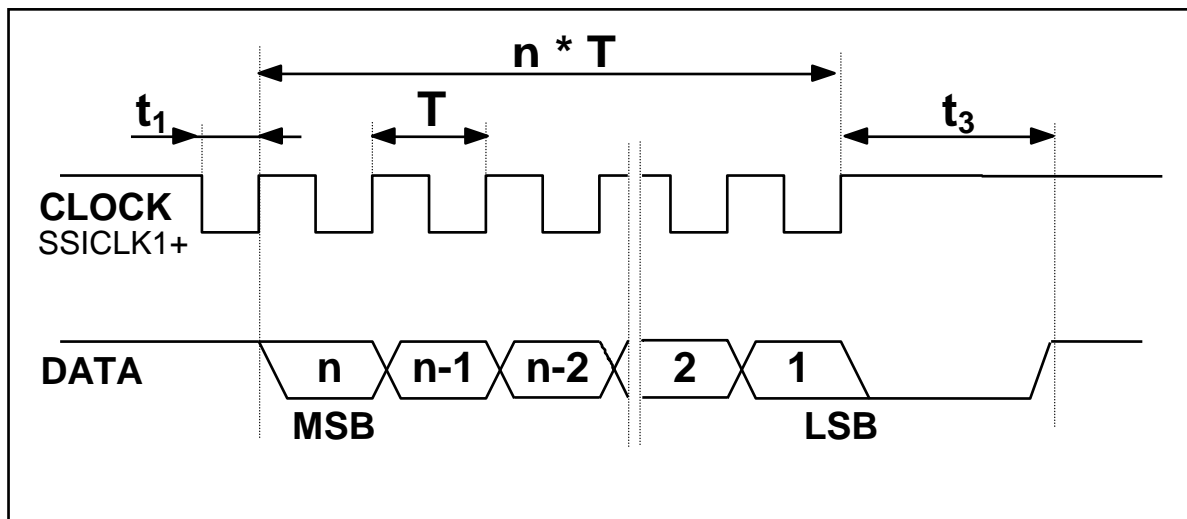 n * T
t₁
T
t₃
CLOCK
SSICLK1+
DATA
n
n-1
n-2
2
1
MSB
LSB